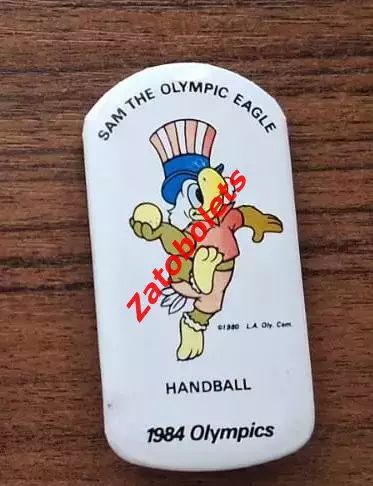 SAM THE OLYMPIC EAGLE
Zatobolets
©1980 L.A. Oly. Com.
HANDBALL
1984 Olympics